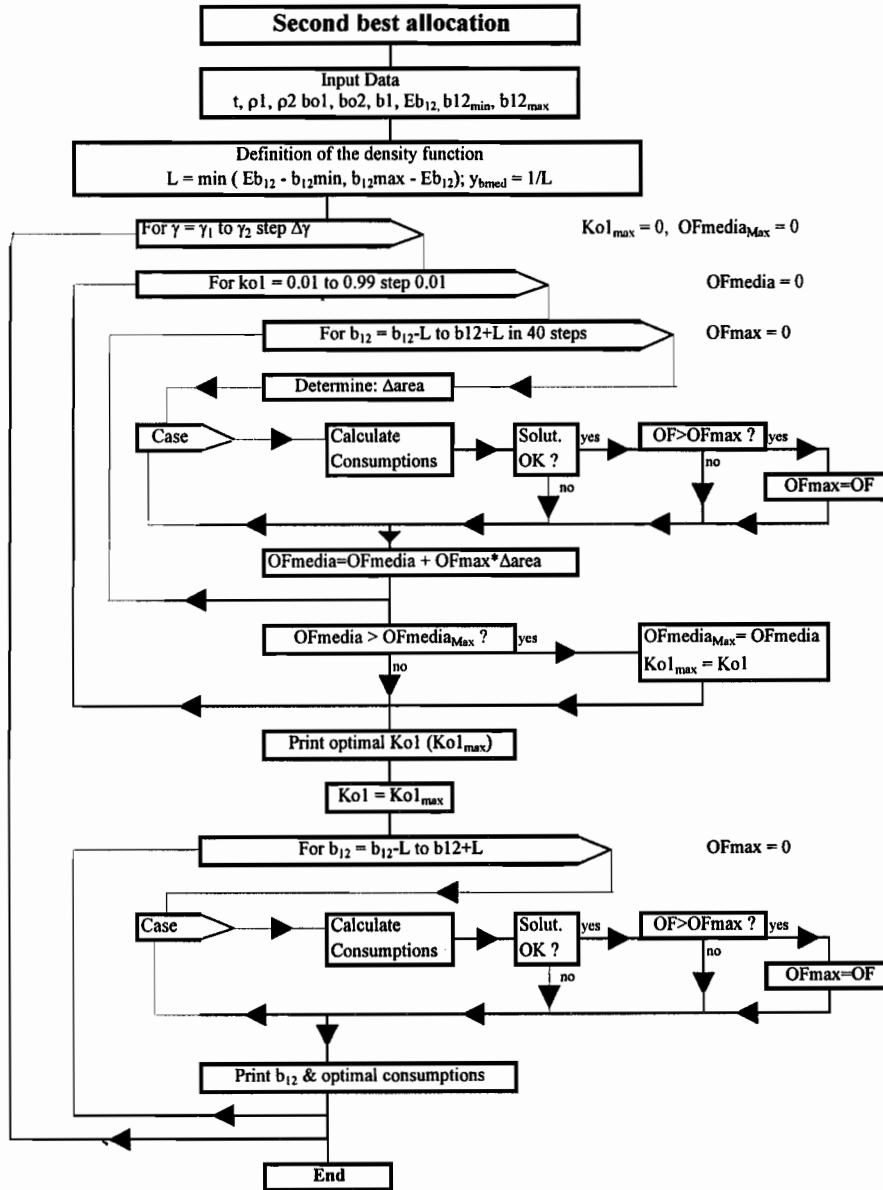 Second best allocation
Input Data
t, ρ1, ρ2 bo1, bo2, b1, Eb₁₂, b12min, b12max
Definition of the density function
L = min ( Eb₁₂ - b₁₂min, b₁₂max - Eb₁₂); ybmed = 1/L
For γ = γ₁ to γ₂ step Δγ
Ko1max = 0, OFmediaMax = 0
For ko1 = 0.01 to 0.99 step 0.01
OFmedia = 0
For b₁₂ = b₁₂-L to b12+L in 40 steps
OFmax = 0
Determine: Δarea
Case
Calculate
Consumptions
Solut.
OK ?
yes
no
OF>OFmax ?
yes
no
OFmax=OF
OFmedia=OFmedia + OFmax*Δarea
OFmedia > OFmediaMax ?
yes
no
OFmediaMax= OFmedia
Ko1max = Ko1
Print optimal Ko1 (Ko1max)
Ko1 = Ko1max
For b₁₂ = b₁₂-L to b12+L
OFmax = 0
Case
Calculate
Consumptions
Solut.
OK ?
yes
no
OF>OFmax ?
yes
no
OFmax=OF
Print b₁₂ & optimal consumptions
End